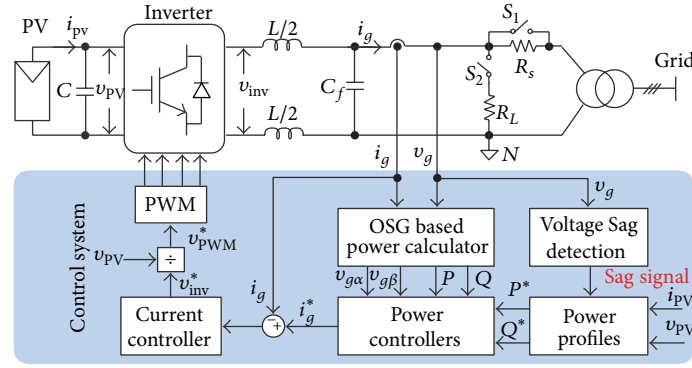 PV
i_pv
Inverter
L/2
i_g
S_1
R_s
Grid
C
v_PV
v_inv
C_f
S_2
R_L
L/2
i_g
v_g
N
Control system
PWM
OSG based
power calculator
v_g
Voltage Sag
detection
v*_PWM
v_PV
÷
v*_inv
v_gα
v_gβ
P
Q
Sag signal
i_g
i*_g
P*
i_PV
Current
controller
−
+
Power
controllers
Q*
Power
profiles
v_PV